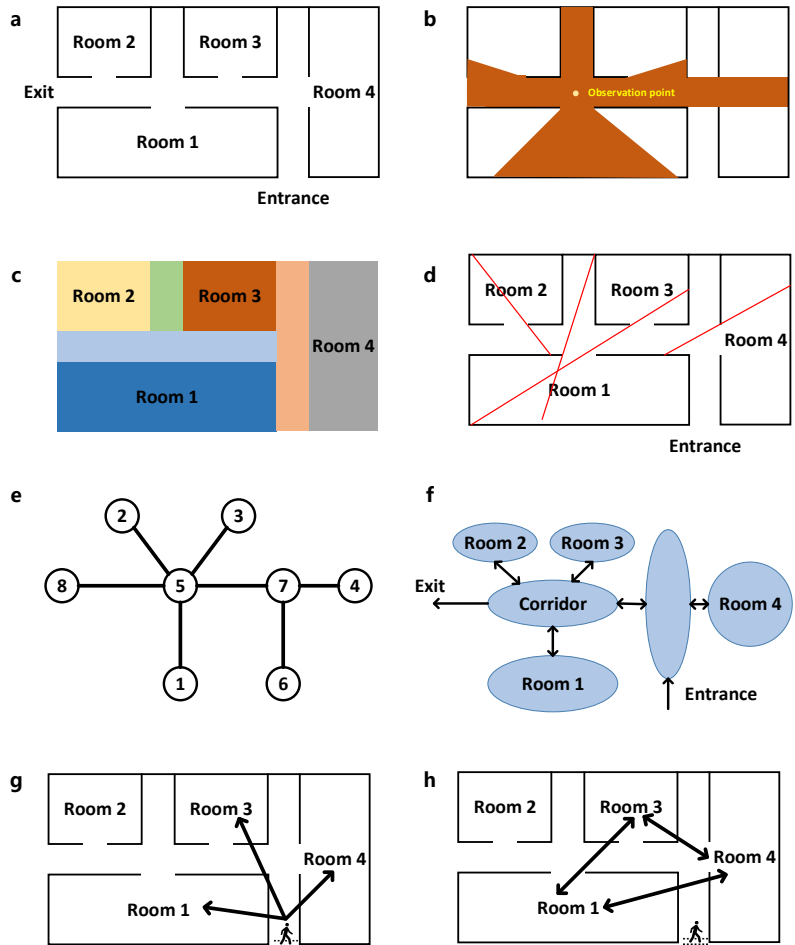 a
Room 2
Room 3
Exit
Room 4
Room 1
Entrance
b
Observation point
c
Room 2
Room 3
Room 4
Room 1
d
Room 2
Room 3
Room 4
Room 1
Entrance
e
2
3
8
5
7
4
1
6
f
Room 2
Room 3
Exit
Corridor
Room 4
Room 1
Entrance
g
Room 2
Room 3
Room 4
Room 1
h
Room 2
Room 3
Room 4
Room 1